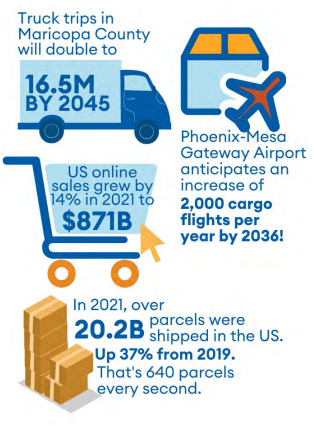 Truck trips in
Maricopa County
will double to
16.5M
BY 2045
Phoenix-Mesa
Gateway Airport
anticipates an
increase of
2,000 cargo
flights per
year by 2036!
US online
sales grew by
14% in 2021 to
$871B
In 2021, over
20.2B parcels were
shipped in the US.
Up 37% from 2019.
That's 640 parcels
every second.